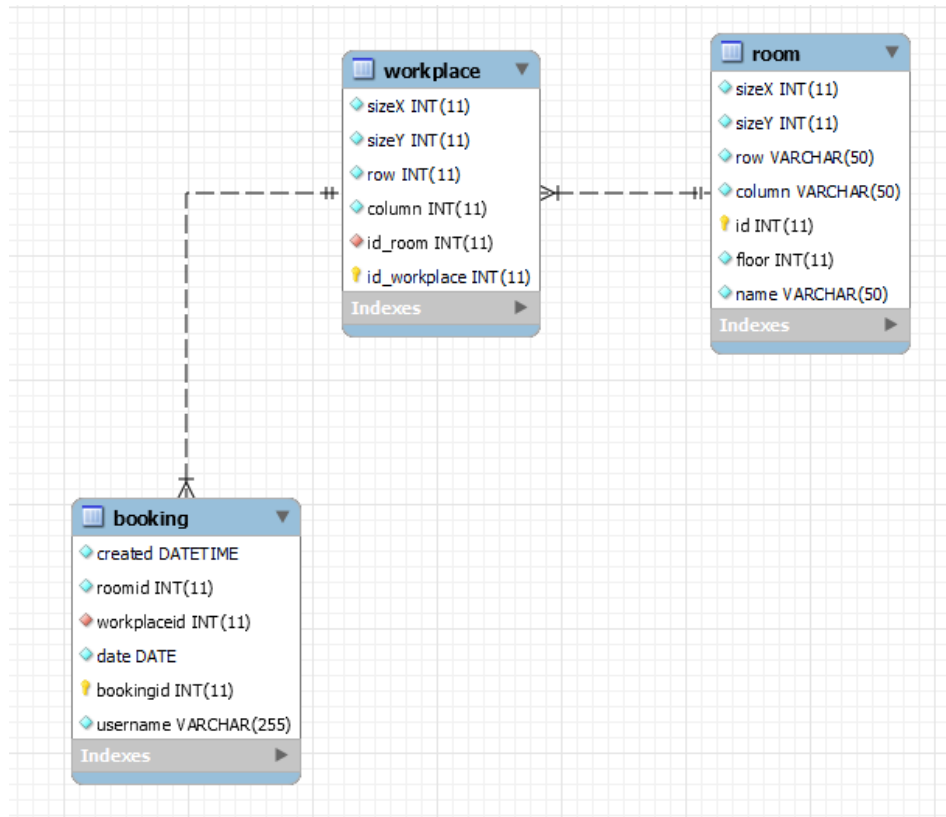 workplace
sizeX INT(11)
sizeY INT(11)
row INT(11)
column INT(11)
id_room INT(11)
id_workplace INT(11)
Indexes
room
sizeX INT(11)
sizeY INT(11)
row VARCHAR(50)
column VARCHAR(50)
id INT(11)
floor INT(11)
name VARCHAR(50)
Indexes
booking
created DATETIME
roomid INT(11)
workplaceid INT(11)
date DATE
bookingid INT(11)
username VARCHAR(255)
Indexes